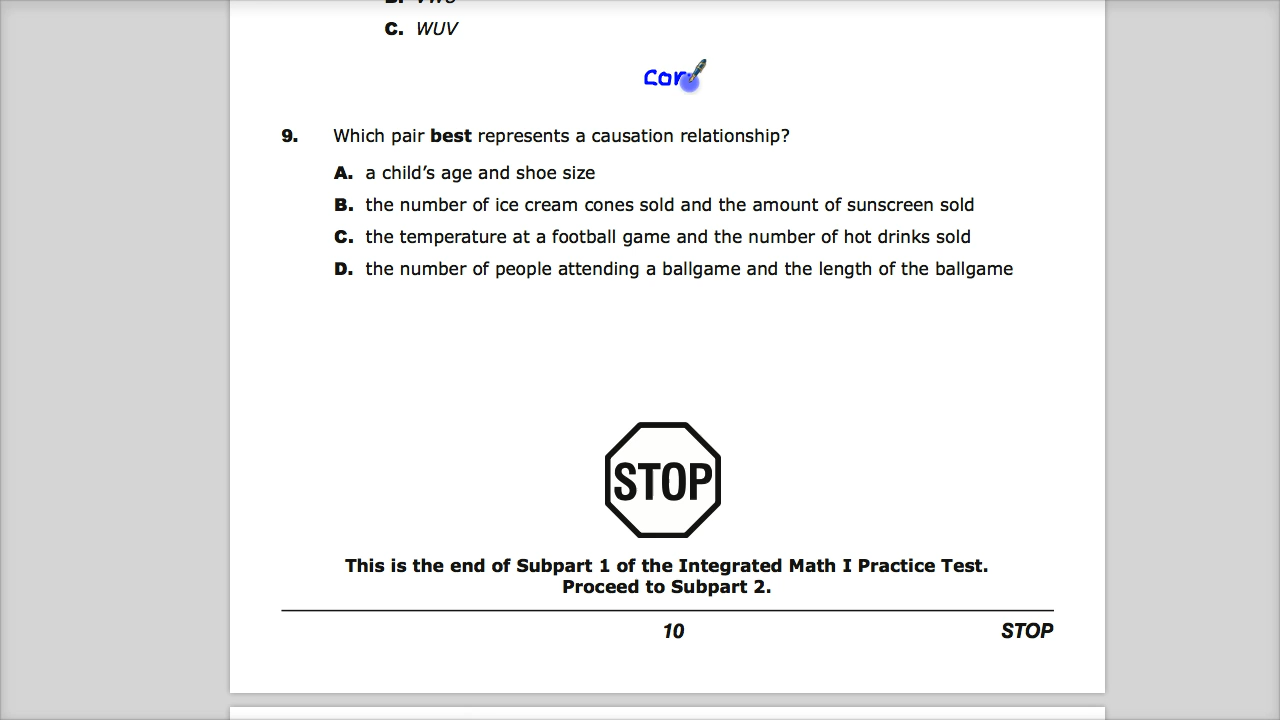 C. WUV
cor
9. Which pair best represents a causation relationship?
A. a child’s age and shoe size
B. the number of ice cream cones sold and the amount of sunscreen sold
C. the temperature at a football game and the number of hot drinks sold
D. the number of people attending a ballgame and the length of the ballgame
STOP
This is the end of Subpart 1 of the Integrated Math I Practice Test.
Proceed to Subpart 2.
10 STOP